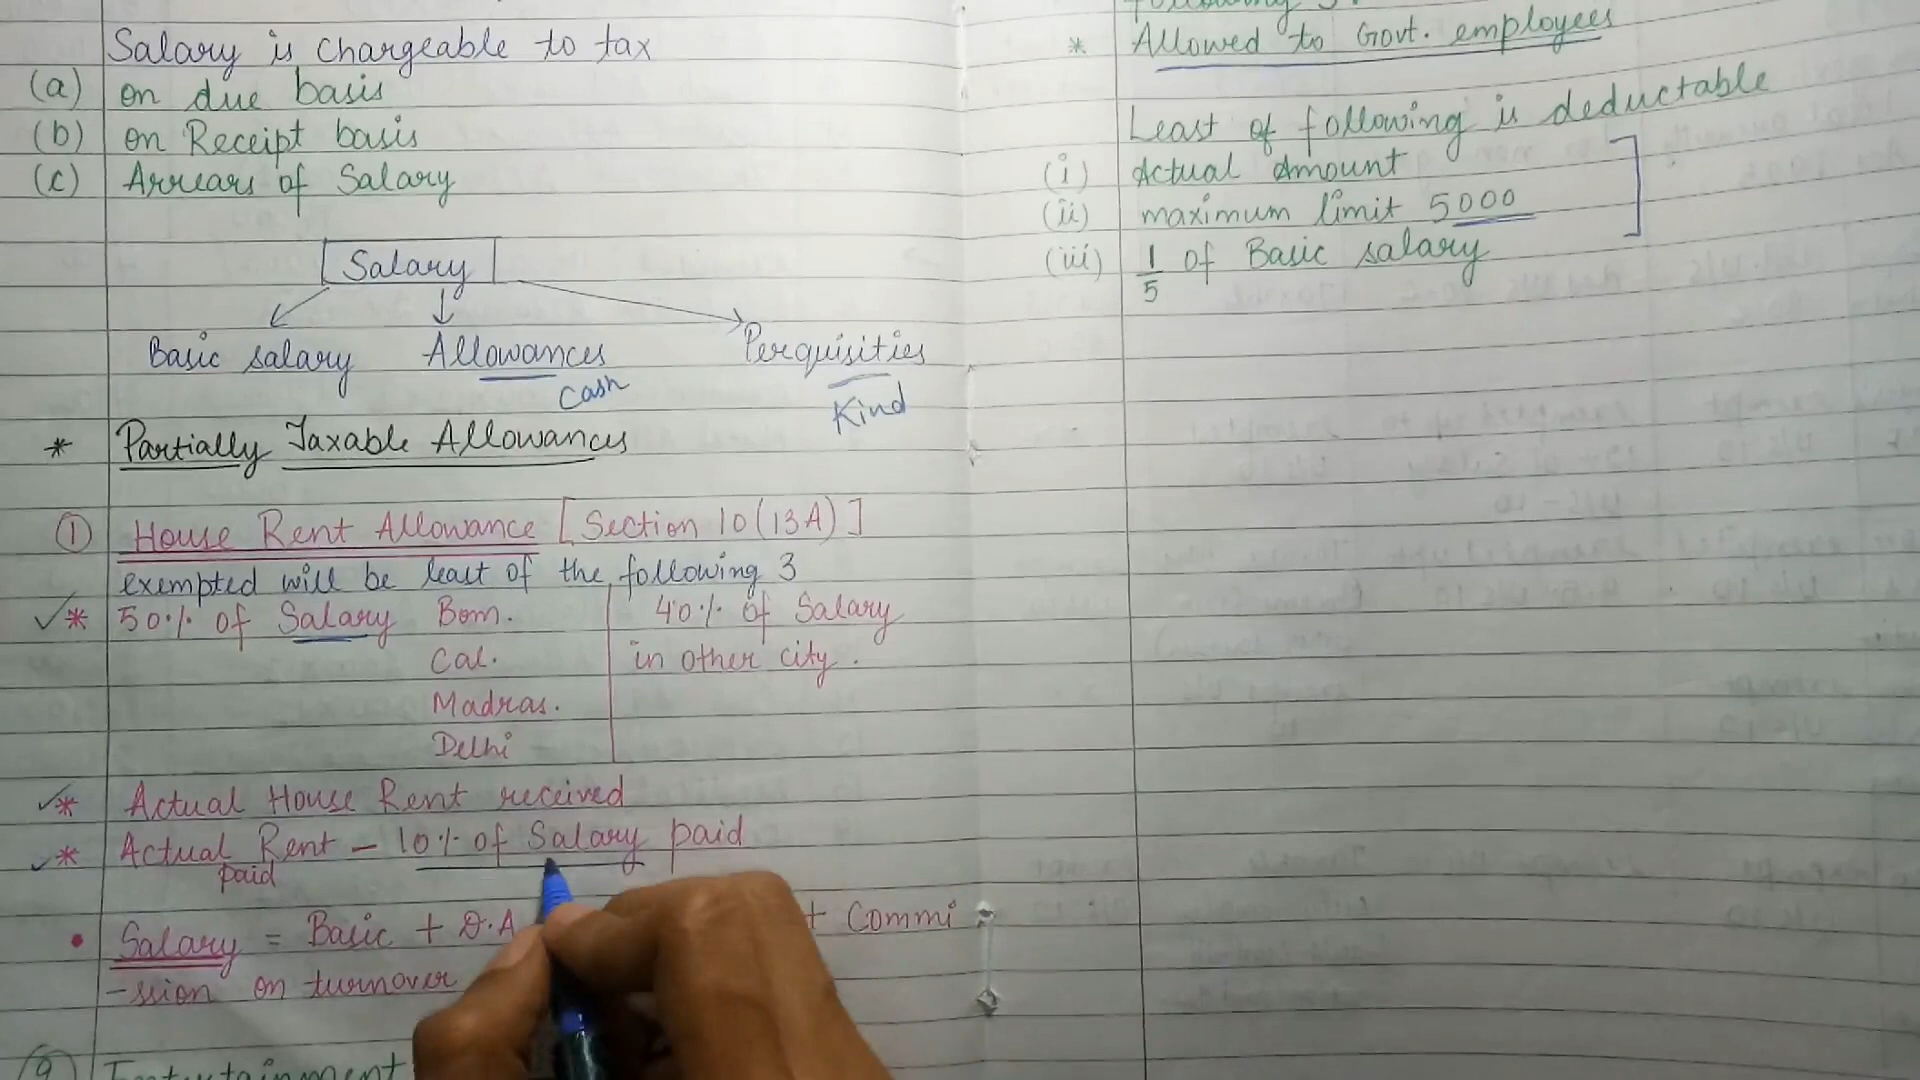 Salary is chargeable to tax
(a) on due basis
(b) on Receipt basis
(c) Arrears of Salary
Salary
Basic salary Allowances Perquisities
Cash Kind
* Partially Taxable Allowances
① House Rent Allowance [Section 10(13A)]
exempted will be least of the following 3
✓* 50% of Salary Bom. 40% of Salary
Cal. in other city.
Madras.
Delhi
✓* Actual House Rent received
✓* Actual Rent - 10% of Salary paid
paid
• Salary = Basic + D.A + Commi
-ssion on turnover
Entertainment
* Allowed to Govt. employees
Least of following is deductable
(i) Actual Amount
(ii) maximum limit 5000
(iii) 1/5 of Basic salary